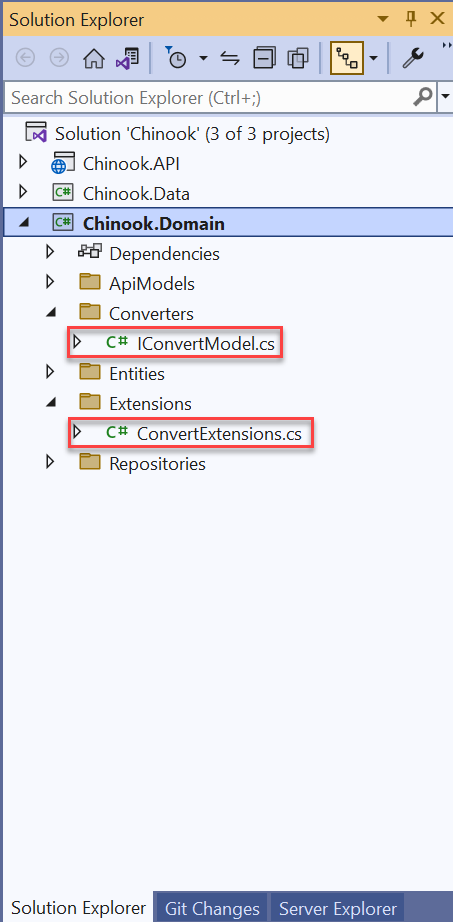 Solution Explorer
Search Solution Explorer (Ctrl+;)
Solution 'Chinook' (3 of 3 projects)
Chinook.API
C# Chinook.Data
C# Chinook.Domain
Dependencies
ApiModels
Converters
C# IConvertModel.cs
Entities
Extensions
C# ConvertExtensions.cs
Repositories
Solution Explorer Git Changes Server Explorer